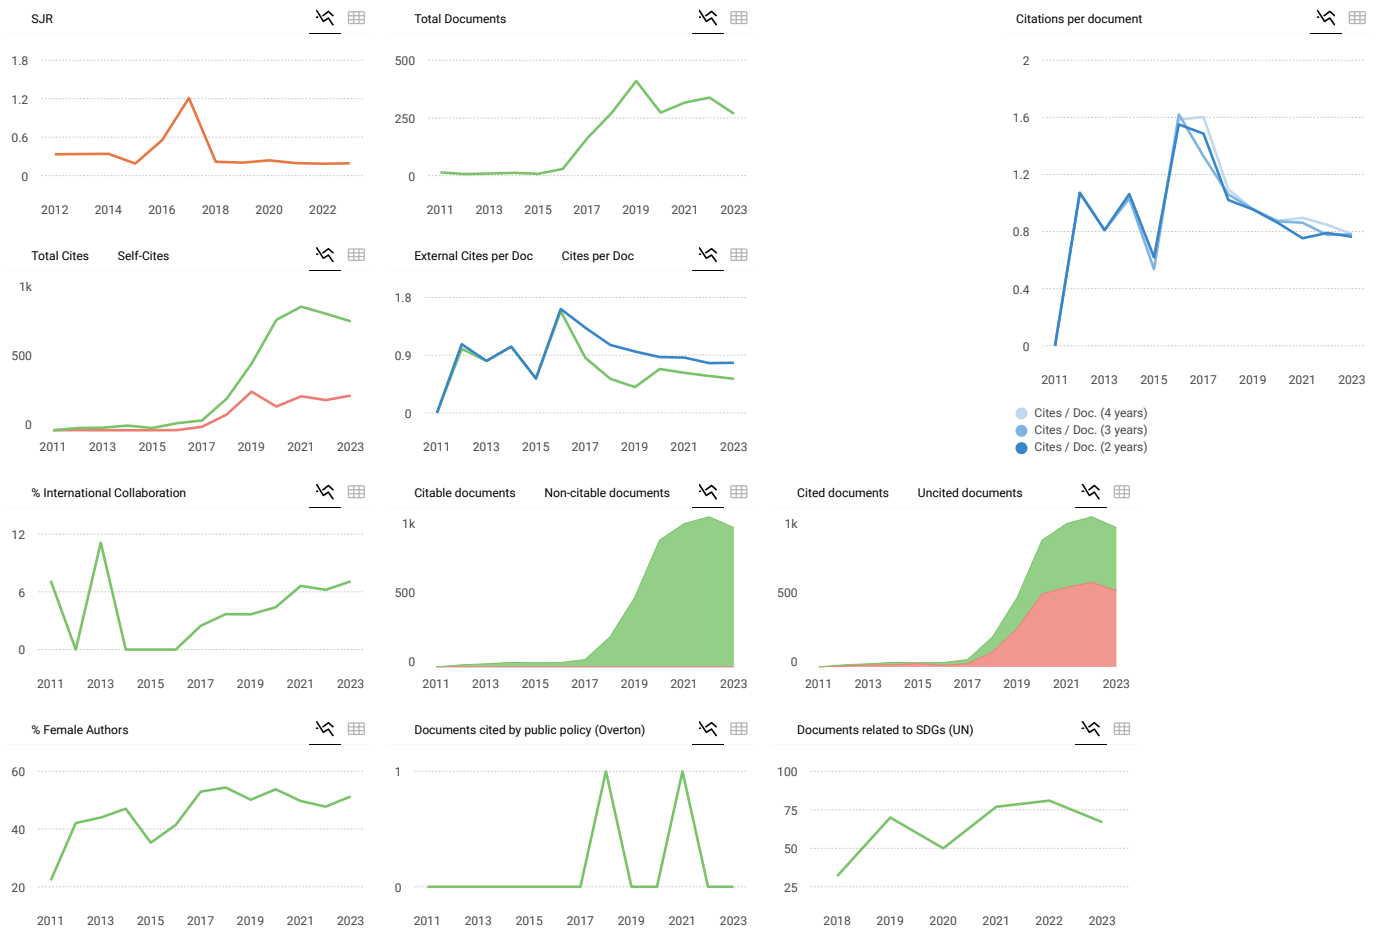 SJR
1.8
1.2
0.6
0
2012 2014 2016 2018 2020 2022
Total Documents
500
250
0
2011 2013 2015 2017 2019 2021 2023
Citations per document
2
1.6
1.2
0.8
0.4
0
2011 2013 2015 2017 2019 2021 2023
Cites / Doc. (4 years)
Cites / Doc. (3 years)
Cites / Doc. (2 years)
Total Cites Self-Cites
1k
500
0
2011 2013 2015 2017 2019 2021 2023
External Cites per Doc Cites per Doc
1.8
0.9
0
2011 2013 2015 2017 2019 2021 2023
% International Collaboration
12
6
0
2011 2013 2015 2017 2019 2021 2023
Citable documents Non-citable documents
1k
500
0
2011 2013 2015 2017 2019 2021 2023
Cited documents Uncited documents
1k
500
0
2011 2013 2015 2017 2019 2021 2023
% Female Authors
60
40
20
2011 2013 2015 2017 2019 2021 2023
Documents cited by public policy (Overton)
1
0
2011 2013 2015 2017 2019 2021 2023
Documents related to SDGs (UN)
100
75
50
25
2018 2019 2020 2021 2022 2023